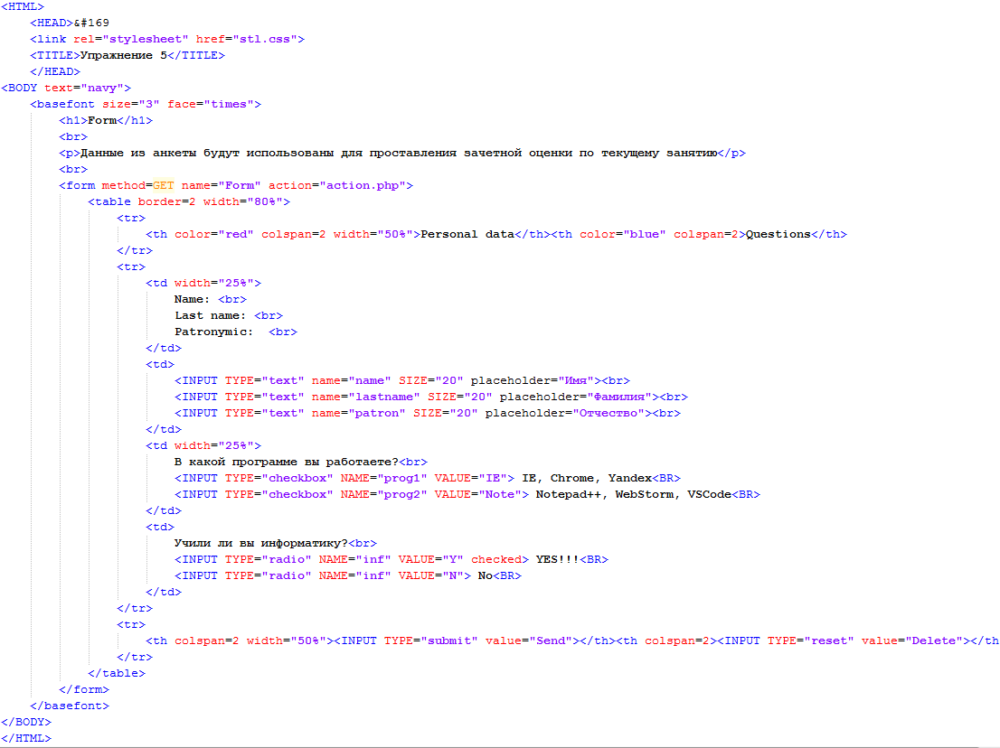 <HTML>
<HEAD>&#169
<link rel="stylesheet" href="stl.css">
<TITLE>Упражнение 5</TITLE>
</HEAD>
<BODY text="navy">
<basefont size="3" face="times">
<h1>Form</h1>
<br>
<p>Данные из анкеты будут использованы для проставления зачетной оценки по текущему занятию</p>
<br>
<form method=GET name="Form" action="action.php">
<table border=2 width="80%">
<tr>
<th color="red" colspan=2 width="50%">Personal data</th><th color="blue" colspan=2>Questions</th>
</tr>
<tr>
<td width="25%">
Name: <br>
Last name: <br>
Patronymic:  <br>
</td>
<td>
<INPUT TYPE="text" name="name" SIZE="20" placeholder="Имя"><br>
<INPUT TYPE="text" name="lastname" SIZE="20" placeholder="Фамилия"><br>
<INPUT TYPE="text" name="patron" SIZE="20" placeholder="Отчество"><br>
</td>
<td width="25%">
В какой программе вы работаете?<br>
<INPUT TYPE="checkbox" NAME="prog1" VALUE="IE"> IE, Chrome, Yandex<BR>
<INPUT TYPE="checkbox" NAME="prog2" VALUE="Note"> Notepad++, WebStorm, VSCode<BR>
</td>
<td>
Учили ли вы информатику?<br>
<INPUT TYPE="radio" NAME="inf" VALUE="Y" checked> YES!!!<BR>
<INPUT TYPE="radio" NAME="inf" VALUE="N"> No<BR>
</td>
</tr>
<tr>
<th colspan=2 width="50%"><INPUT TYPE="submit" value="Send"></th><th colspan=2><INPUT TYPE="reset" value="Delete"></th
</tr>
</table>
</form>
</basefont>
</BODY>
</HTML>